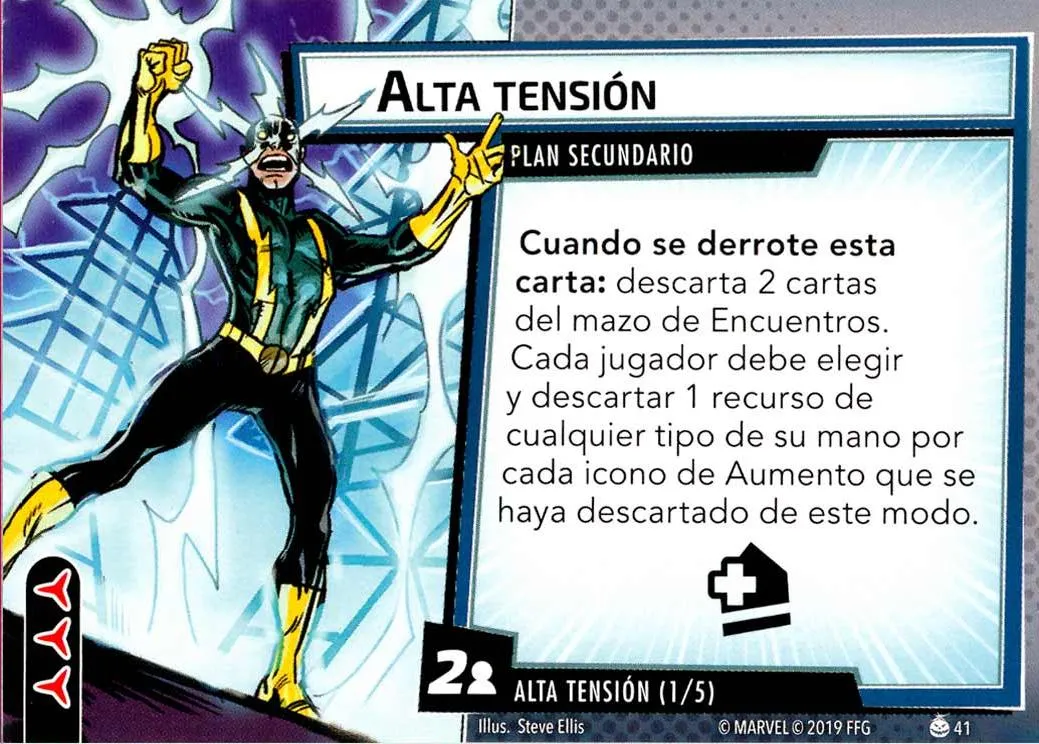 ALTA TENSIÓN
PLAN SECUNDARIO
Cuando se derrote esta
carta: descarta 2 cartas
del mazo de Encuentros.
Cada jugador debe elegir
y descartar 1 recurso de
cualquier tipo de su mano por
cada icono de Aumento que se
haya descartado de este modo.
2
ALTA TENSIÓN (1/5)
Illus. Steve Ellis © MARVEL © 2019 FFG 41